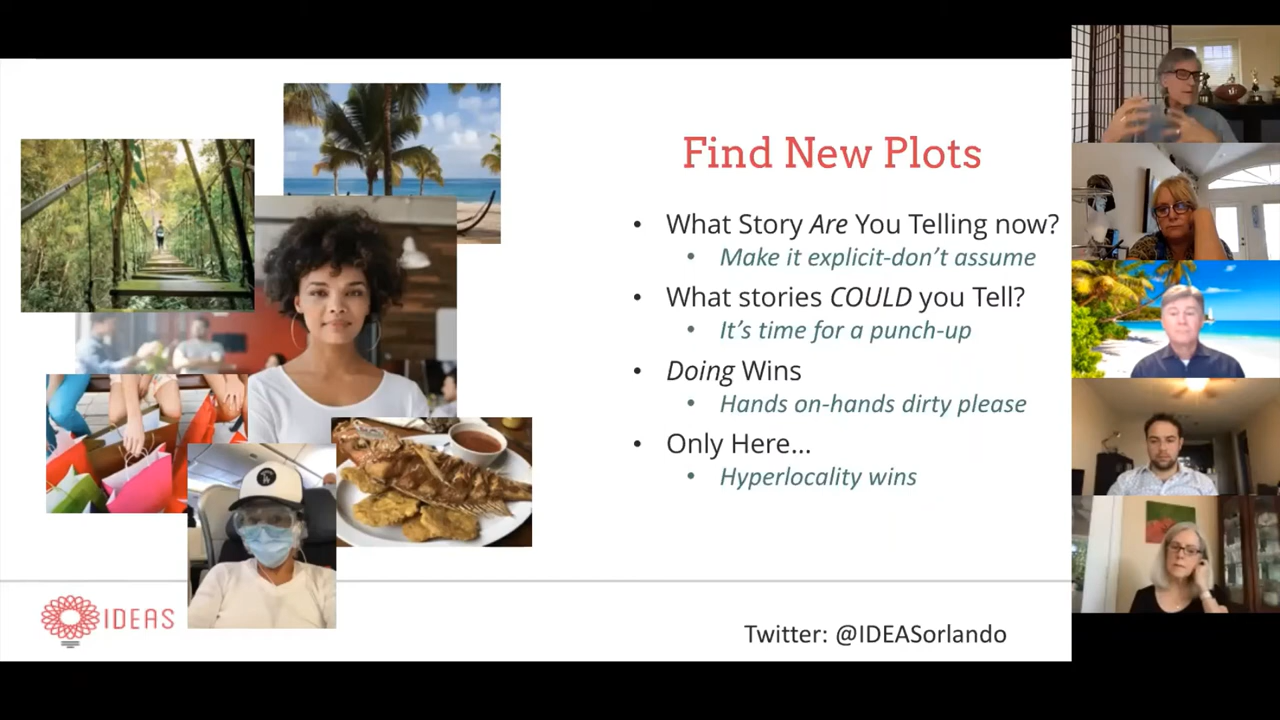 Find New Plots
• What Story Are You Telling now?
• Make it explicit-don't assume
• What stories COULD you Tell?
• It's time for a punch-up
• Doing Wins
• Hands on-hands dirty please
• Only Here...
• Hyperlocality wins
IDEAS
Twitter: @IDEASorlando